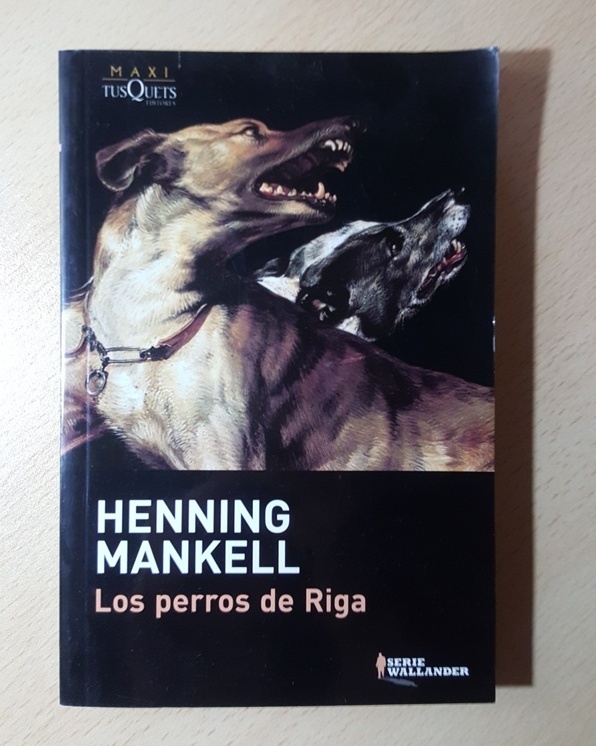 MAXI
TUSQUETS
EDITORES
HENNING
MANKELL
Los perros de Riga
SERIE
WALLANDER